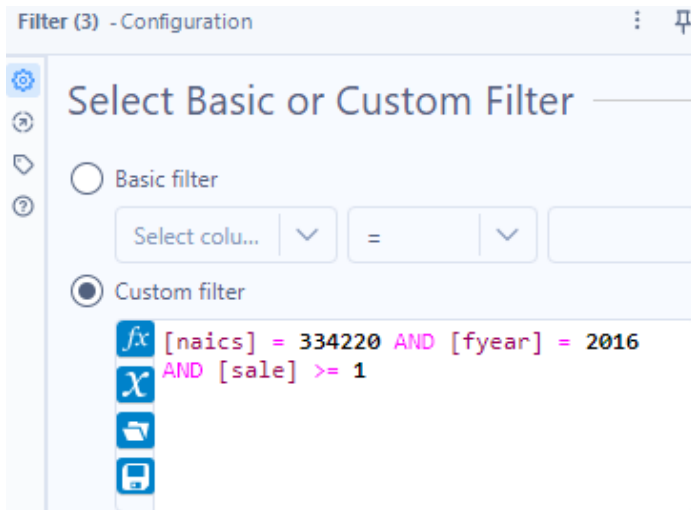 Filter (3) - Configuration
Select Basic or Custom Filter
Basic filter
Select colu... =
Custom filter
fx [naics] = 334220 AND [fyear] = 2016
X AND [sale] >= 1